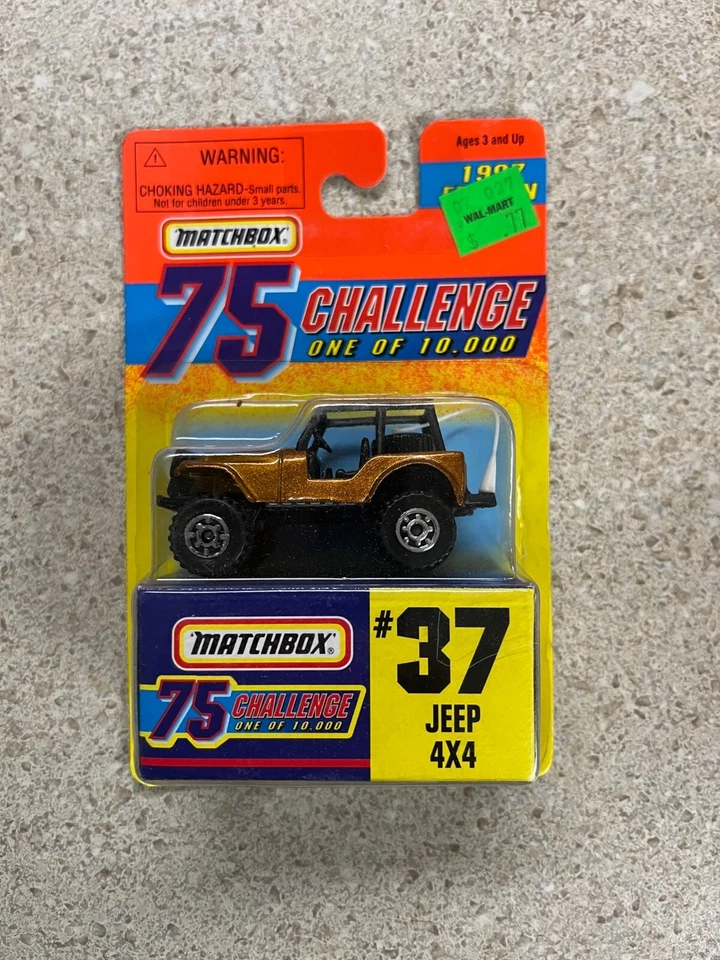 WARNING:
CHOKING HAZARD-Small parts.
Not for children under 3 years.
Ages 3 and Up
WAL-MART
$ .77
MATCHBOX®
75 CHALLENGE
ONE OF 10,000
MATCHBOX®
75 CHALLENGE
ONE OF 10,000
#37
JEEP
4X4